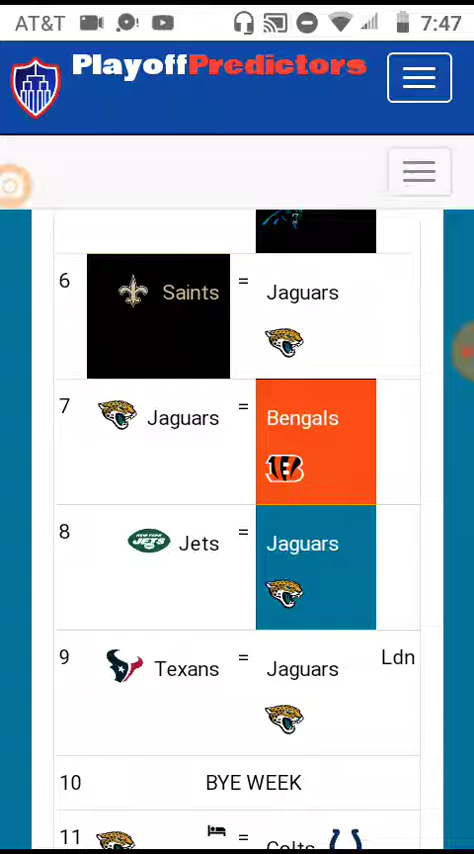 AT&T 7:47
PlayoffPredictors
6 Saints = Jaguars
7 Jaguars = Bengals
8 Jets = Jaguars
9 Texans = Jaguars Ldn
10 BYE WEEK
11 = Colts